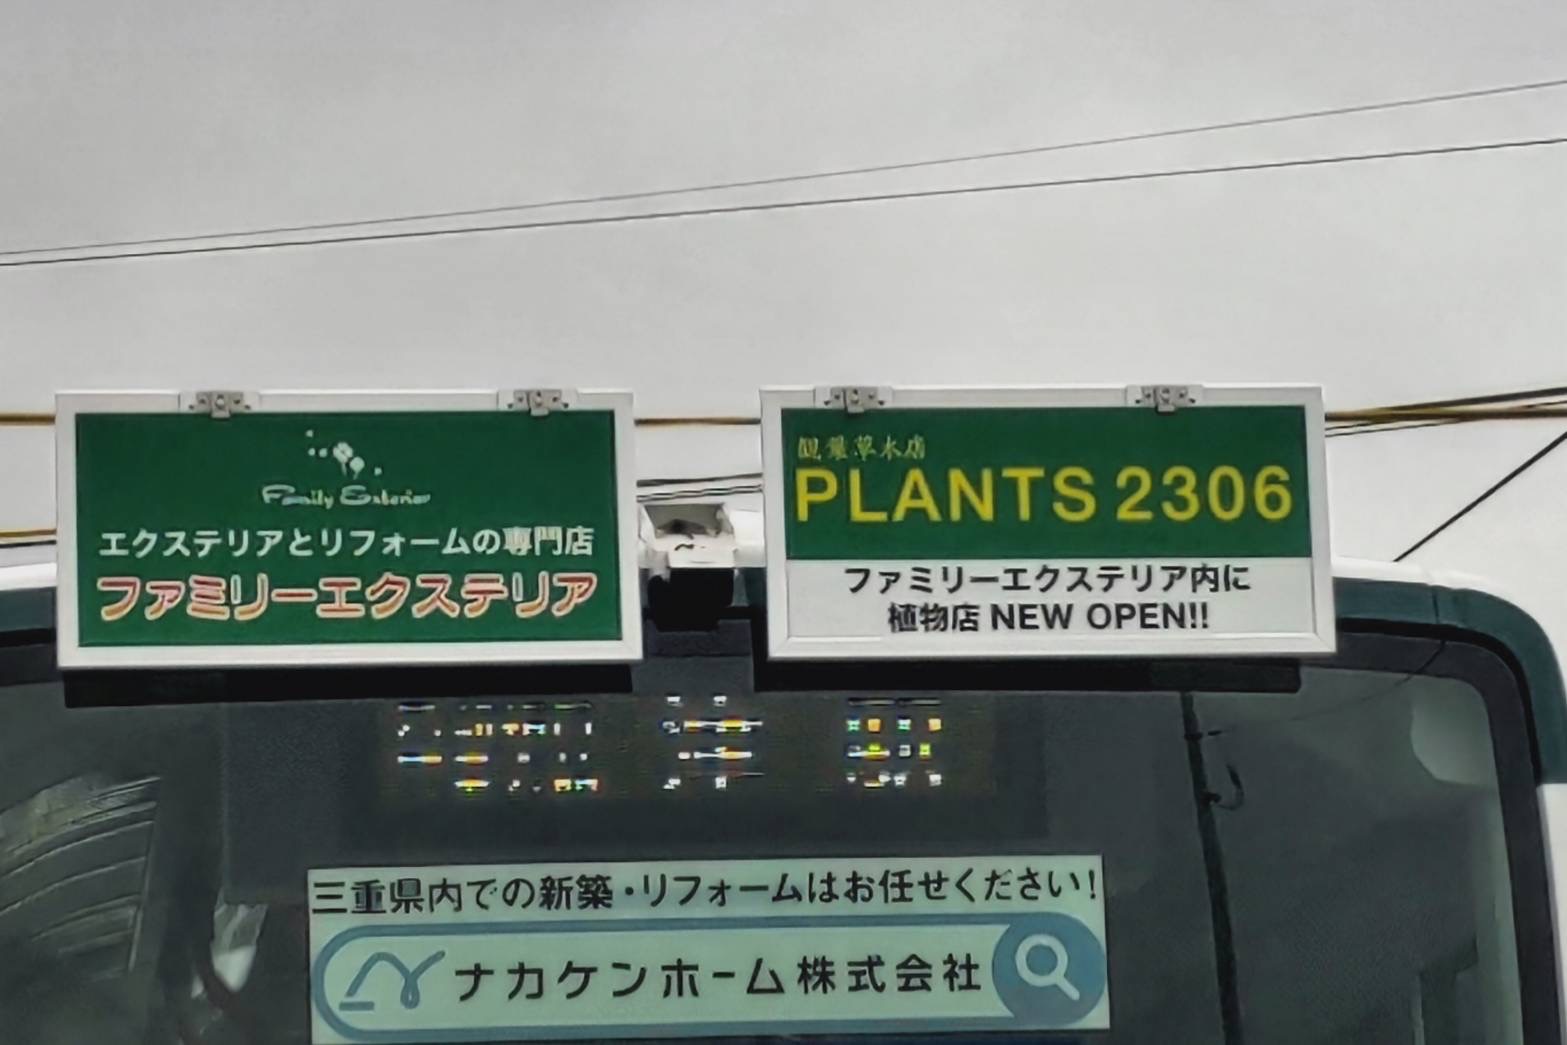 Family Exterior
エクステリアとリフォームの専門店
ファミリーエクステリア
草木店
PLANTS 2306
ファミリーエクステリア内に
植物店 NEW OPEN!!
三重県内での新築・リフォームはお任せください!
ナカケンホーム株式会社